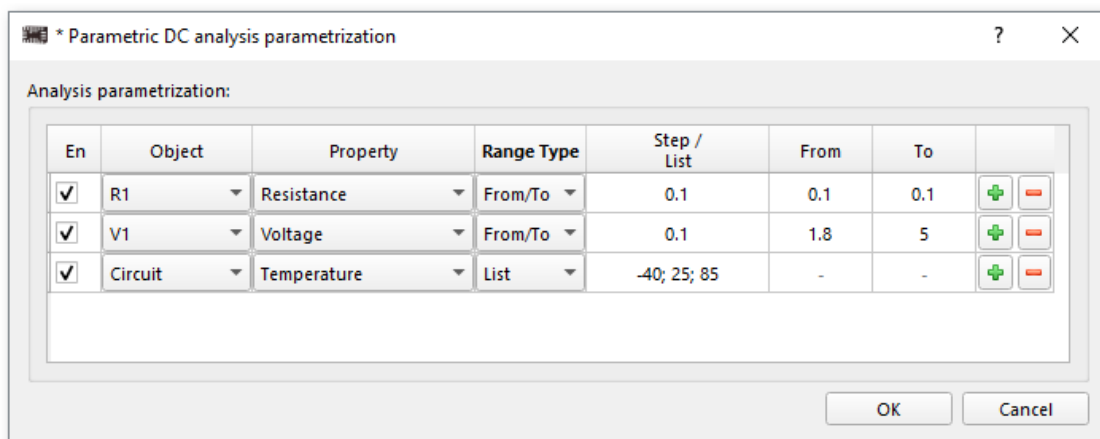 * Parametric DC analysis parametrization ?
Analysis parametrization:
En Object Property Range Type Step / List From To
R1 Resistance From/To 0.1 0.1 0.1
V1 Voltage From/To 0.1 1.8 5
Circuit Temperature List -40; 25; 85 - -
OK Cancel